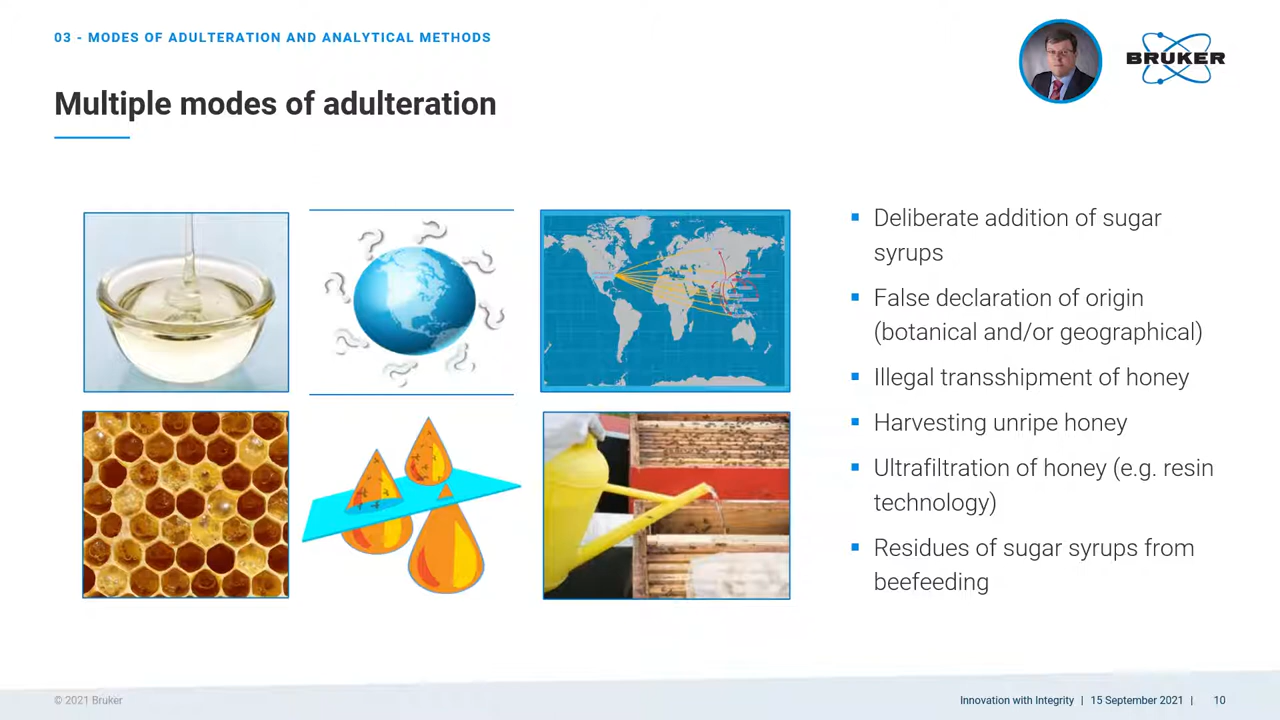 03 - MODES OF ADULTERATION AND ANALYTICAL METHODS
BRUKER
Multiple modes of adulteration
▪ Deliberate addition of sugar
syrups
▪ False declaration of origin
(botanical and/or geographical)
▪ Illegal transshipment of honey
▪ Harvesting unripe honey
▪ Ultrafiltration of honey (e.g. resin
technology)
▪ Residues of sugar syrups from
beefeeding
© 2021 Bruker
Innovation with Integrity | 15 September 2021 | 10